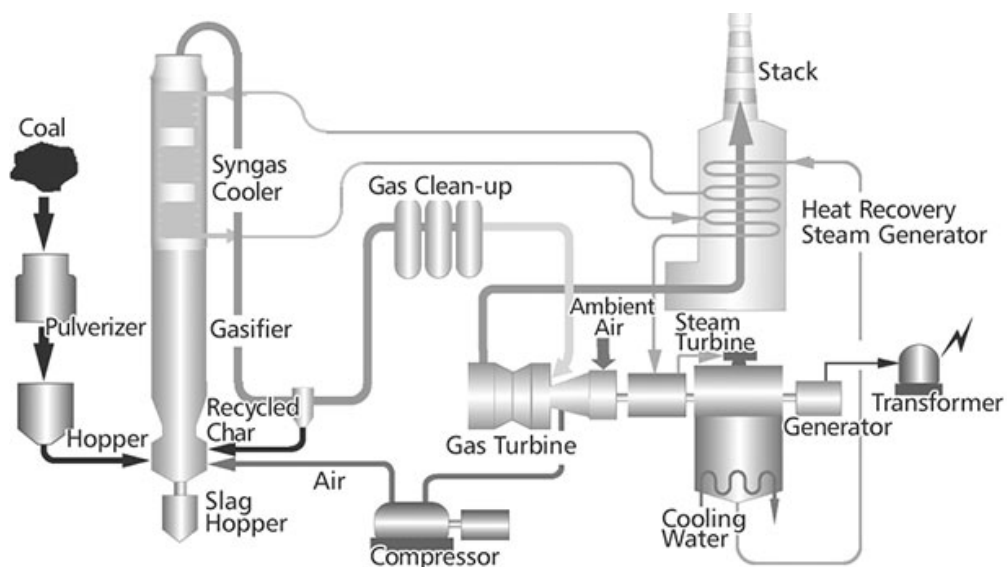 Coal
Stack
Syngas
Cooler
Gas Clean-up
Heat Recovery
Steam Generator
Pulverizer
Gasifier
Ambient
Air
Steam
Turbine
Hopper
Recycled
Char
Gas Turbine
Generator
Transformer
Air
Slag
Hopper
Compressor
Cooling
Water